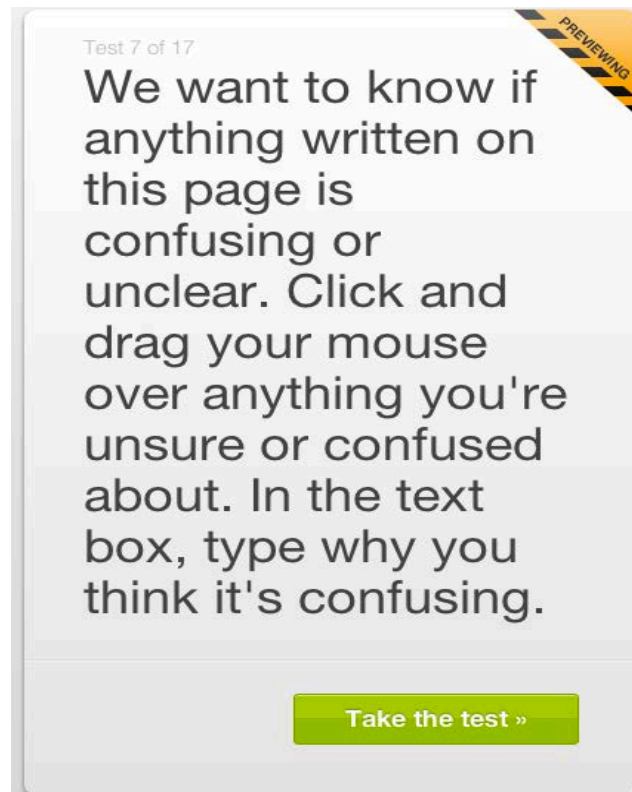 Test 7 of 17
PREVIEWING
We want to know if
anything written on
this page is
confusing or
unclear. Click and
drag your mouse
over anything you're
unsure or confused
about. In the text
box, type why you
think it's confusing.
Take the test »